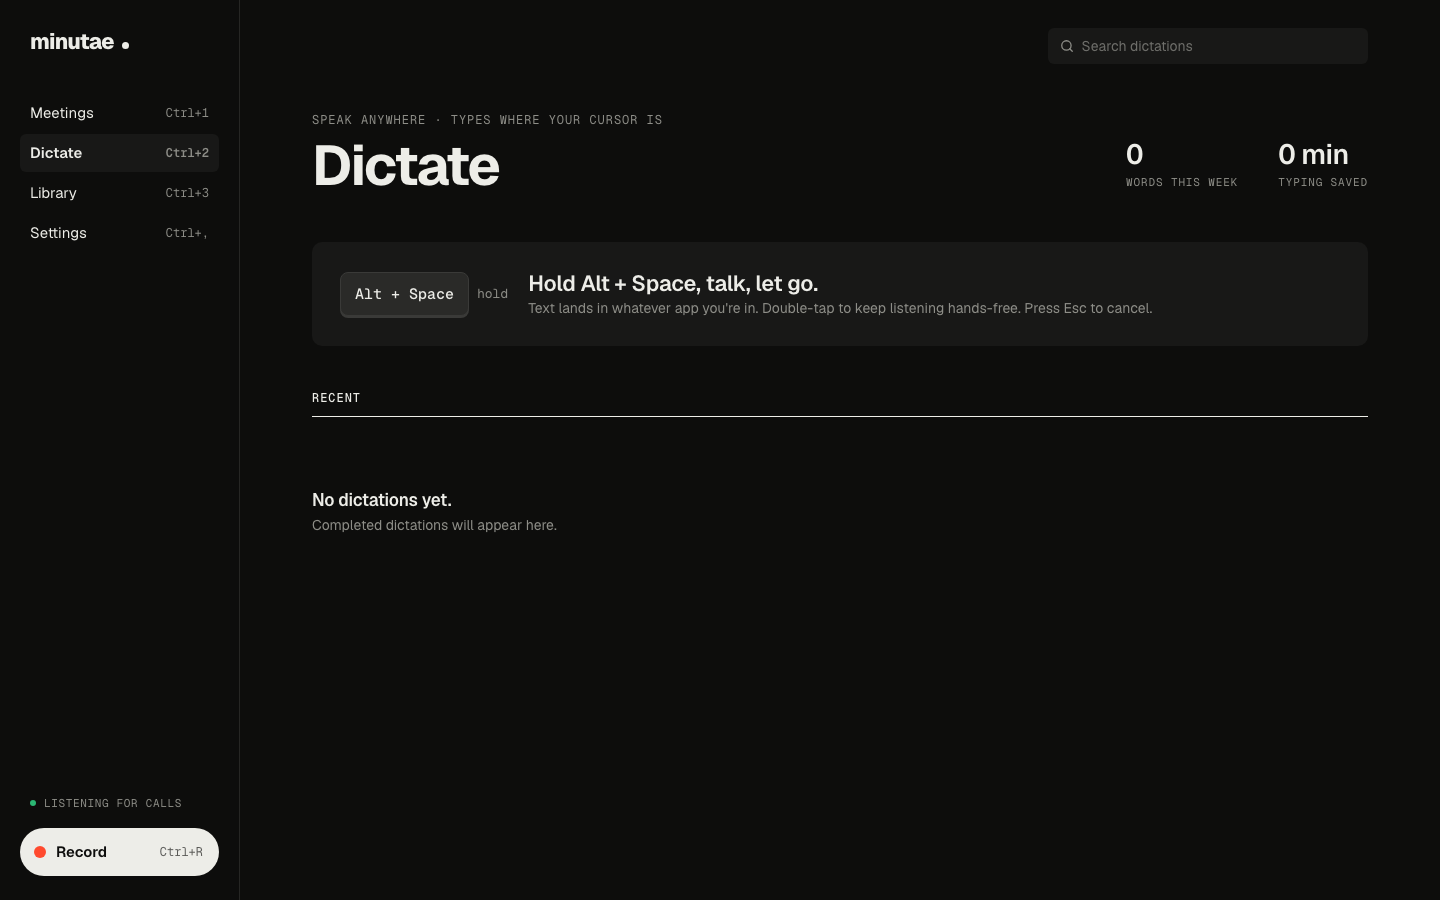 minutae
Search dictations
Meetings Ctrl+1
Dictate Ctrl+2
Library Ctrl+3
Settings Ctrl+,
SPEAK ANYWHERE · TYPES WHERE YOUR CURSOR IS
Dictate
0
WORDS THIS WEEK
0 min
TYPING SAVED
Alt + Space hold
Hold Alt + Space, talk, let go.
Text lands in whatever app you're in. Double-tap to keep listening hands-free. Press Esc to cancel.
RECENT
No dictations yet.
Completed dictations will appear here.
LISTENING FOR CALLS
Record Ctrl+R